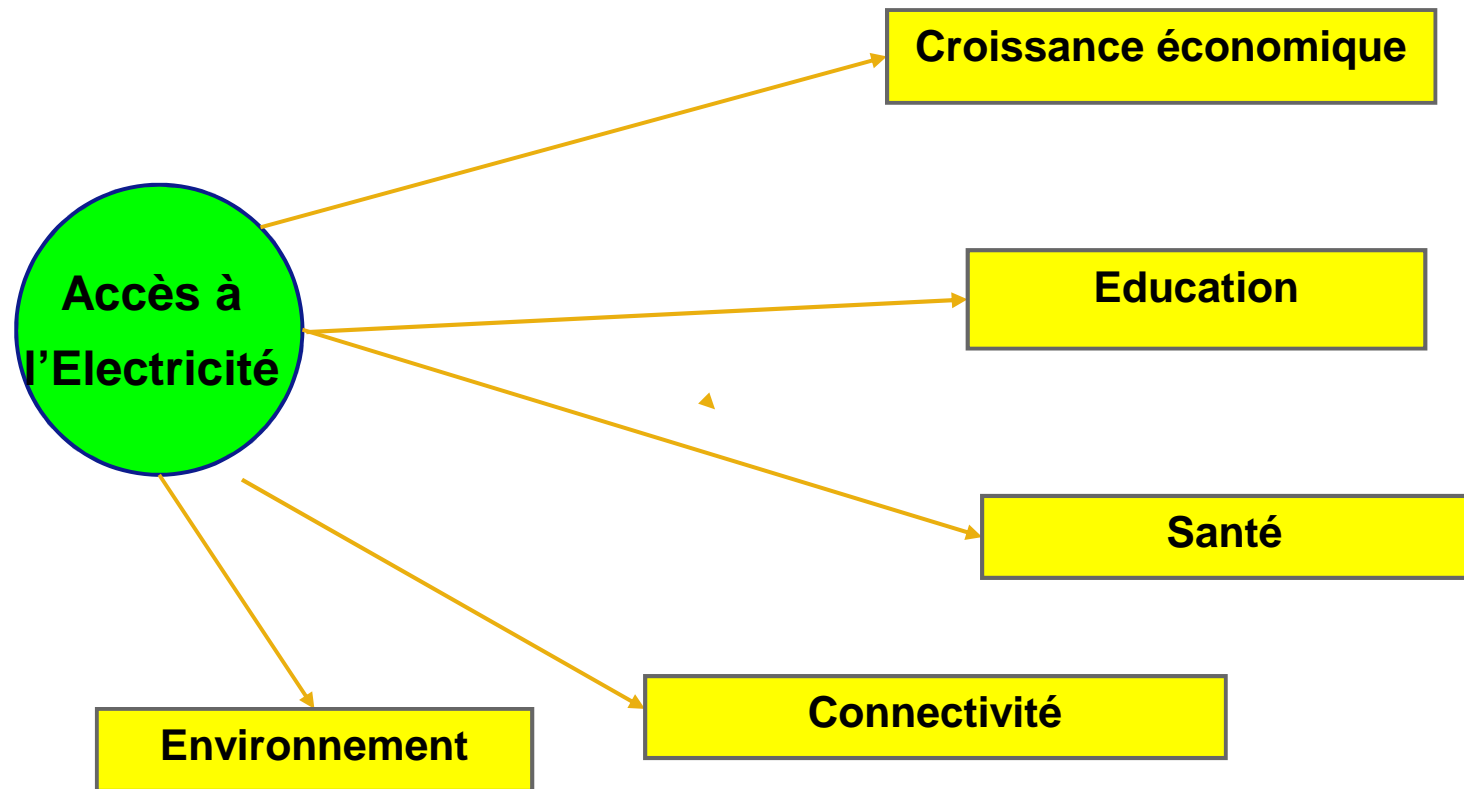 Croissance économique
Accès à
l’Electricité
Education
Santé
Connectivité
Environnement